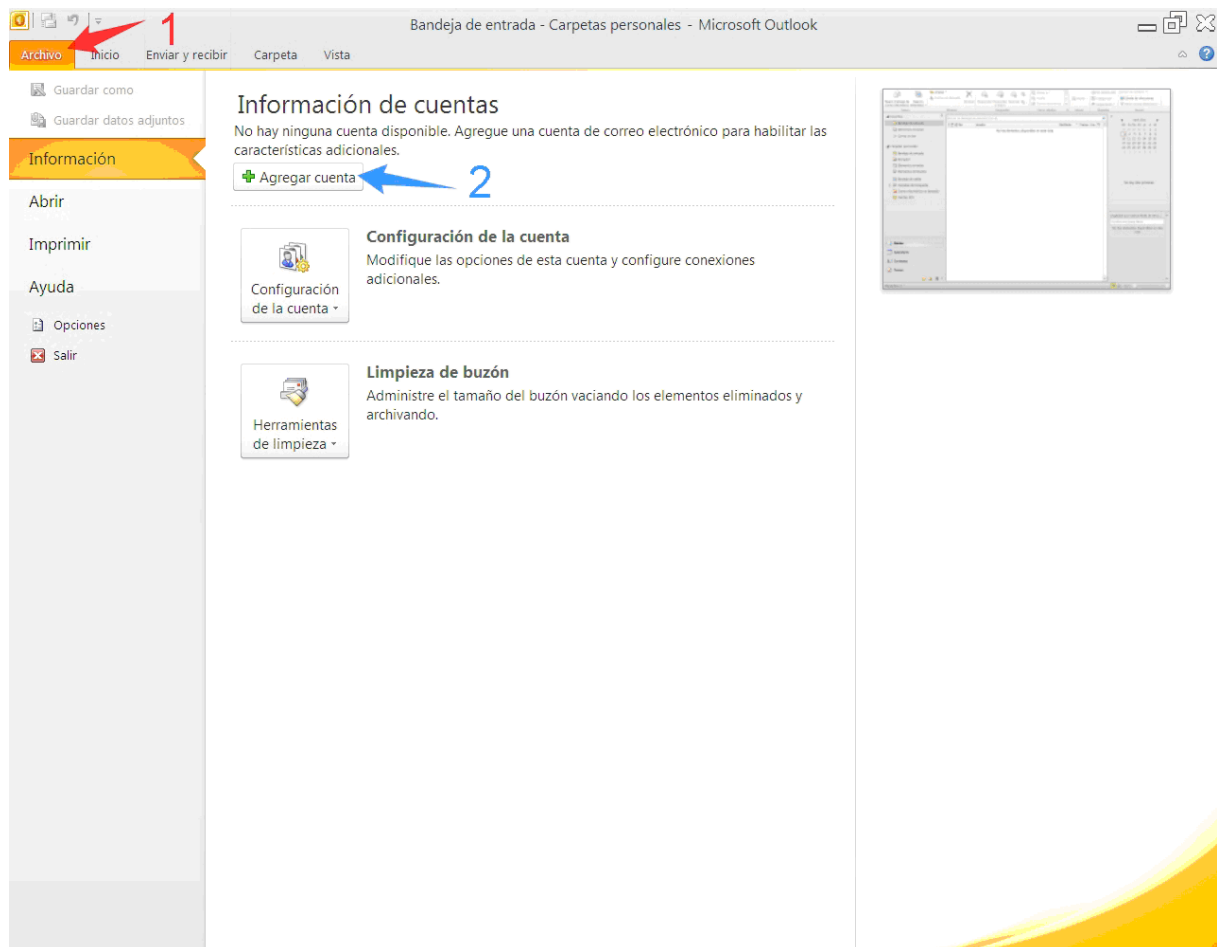 Bandeja de entrada - Carpetas personales - Microsoft Outlook
1
Archivo Inicio Enviar y recibir Carpeta Vista
Guardar como
Guardar datos adjuntos
Información
Abrir
Imprimir
Ayuda
Opciones
Salir
Información de cuentas
No hay ninguna cuenta disponible. Agregue una cuenta de correo electrónico para habilitar las
características adicionales.
Agregar cuenta
2
Configuración
de la cuenta
Configuración de la cuenta
Modifique las opciones de esta cuenta y configure conexiones
adicionales.
Herramientas
de limpieza
Limpieza de buzón
Administre el tamaño del buzón vaciando los elementos eliminados y
archivando.